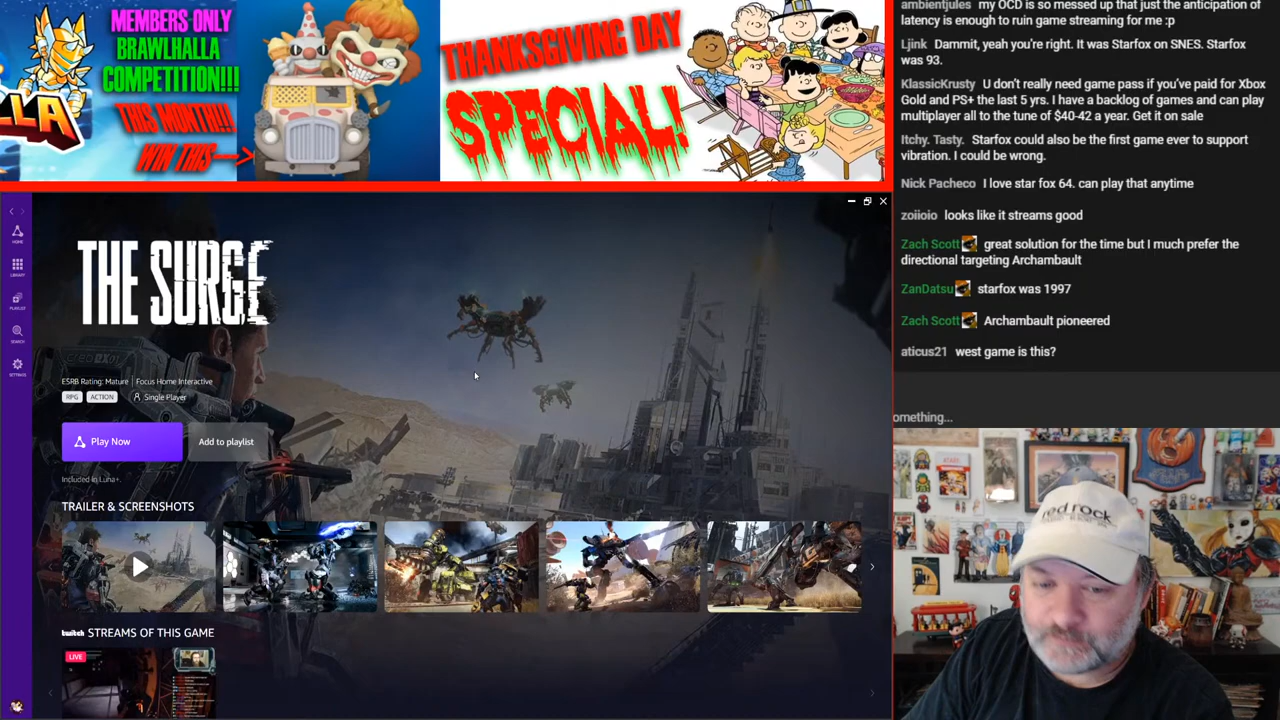 MEMBERS ONLY
BRAWLHALLA
COMPETITION!!!
THIS MONTH!!!
WIN THIS
LLA
THANKSGIVING DAY
SPECIAL!
ambientjules my OCD is so messed up that just the anticipation of
latency is enough to ruin game streaming for me :p
Ljink Dammit, yeah you're right. It was Starfox on SNES. Starfox
was 93.
KlassicKrusty U don't really need game pass if you've paid for Xbox
Gold and PS+ the last 5 yrs. I have a backlog of games and can play
multiplayer all to the tune of $40-42 a year. Get it on sale
Itchy. Tasty. Starfox could also be the first game ever to support
vibration. I could be wrong.
Nick Pacheco I love star fox 64. can play that anytime
zoiioio looks like it streams good
Zach Scott great solution for the time but I much prefer the
directional targeting Archambault
ZanDatsu starfox was 1997
Zach Scott Archambault pioneered
aticus21 west game is this?
omething...
HOME
LIBRARY
PLAYLIST
SEARCH
SETTINGS
THE SURGE
ESRB Rating: Mature | Focus Home Interactive
RPG ACTION Single Player
Play Now
Add to playlist
Included in Luna+.
TRAILER & SCREENSHOTS
twitch STREAMS OF THIS GAME
LIVE
red rock